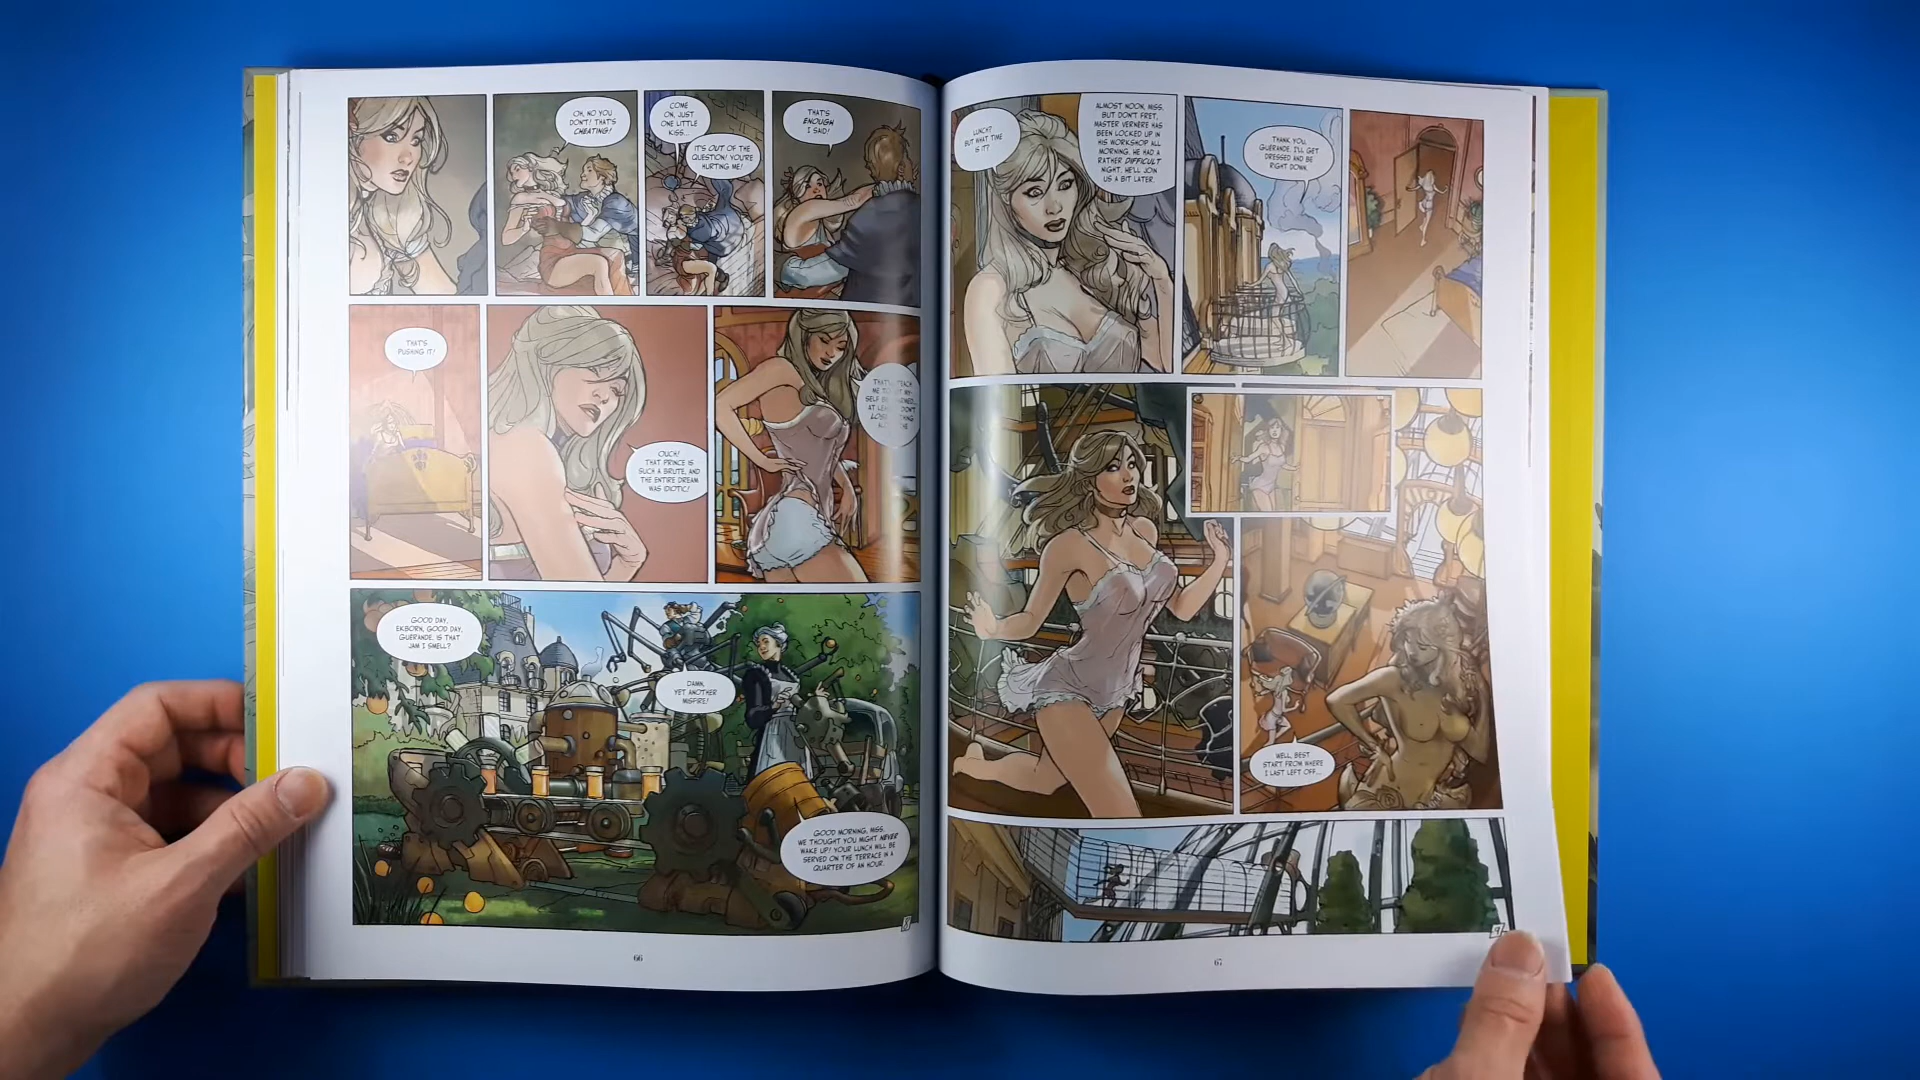 OH, NO YOU
DON'T! THAT'S
CHEATING!
COME
ON, JUST
ONE LITTLE
KISS...
IT'S OUT OF THE
QUESTION! YOU'RE
HURTING ME!
THAT'S
ENOUGH
I SAID!
THAT'S
PUSHING IT!
OUCH!
THAT PRINCE IS
SUCH A BRUTE, AND
THE ENTIRE DREAM
WAS IDIOTIC!
GOOD DAY,
EKBORN, GOOD DAY,
GUERANDE. IS THAT
JAM I SMELL?
DAMN,
YET ANOTHER
MISFIRE!
GOOD MORNING, MISS.
WE THOUGHT YOU MIGHT NEVER
WAKE UP! YOUR LUNCH WILL BE
SERVED ON THE TERRACE IN A
QUARTER OF AN HOUR.
8
66
LUNCH?
BUT WHAT TIME
IS IT?
ALMOST NOON, MISS.
BUT DON'T FRET,
MASTER VERNERE HAS
BEEN LOCKED UP IN
HIS WORKSHOP ALL
MORNING. HE HAD A
RATHER DIFFICULT
NIGHT. HE'LL JOIN
US A BIT LATER.
THANK YOU,
GUERANDE. I'LL GET
DRESSED AND BE
RIGHT DOWN.
WELL, BEST
START FROM WHERE
I LAST LEFT OFF...
9
67